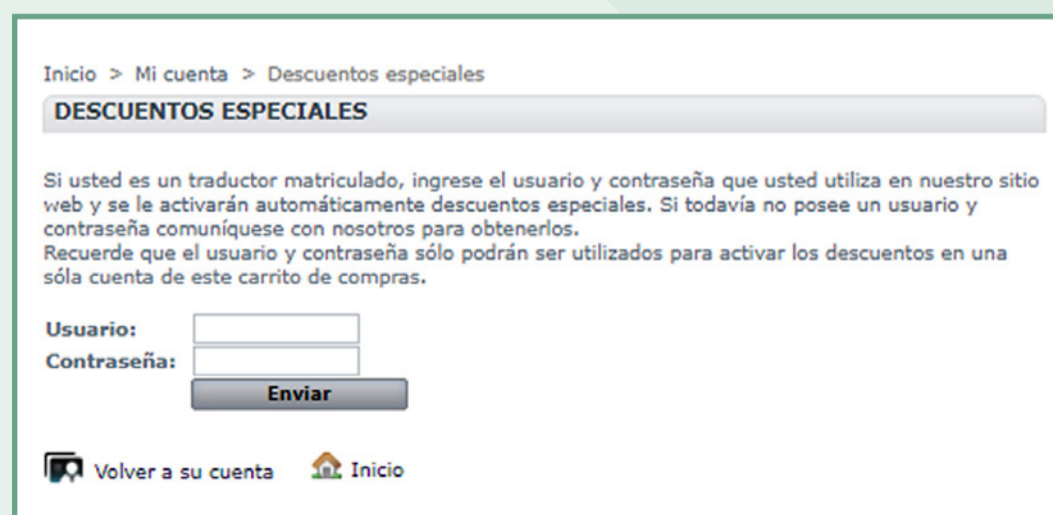 Inicio > Mi cuenta > Descuentos especiales
DESCUENTOS ESPECIALES
Si usted es un traductor matriculado, ingrese el usuario y contraseña que usted utiliza en nuestro sitio
web y se le activarán automáticamente descuentos especiales. Si todavía no posee un usuario y
contraseña comuníquese con nosotros para obtenerlos.
Recuerde que el usuario y contraseña sólo podrán ser utilizados para activar los descuentos en una
sóla cuenta de este carrito de compras.
Usuario:
Contraseña:
Enviar
Volver a su cuenta Inicio